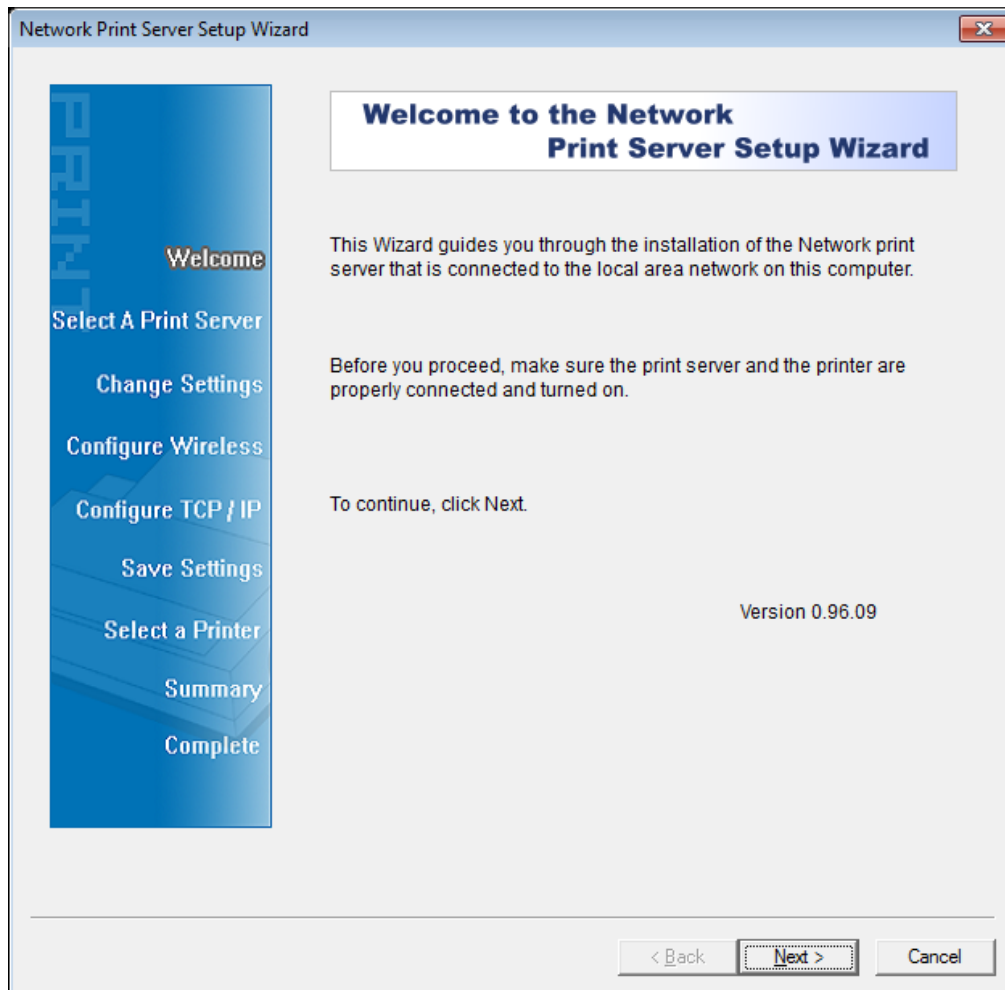 Network Print Server Setup Wizard
PRINT
Welcome
Select A Print Server
Change Settings
Configure Wireless
Configure TCP / IP
Save Settings
Select a Printer
Summary
Complete
Welcome to the Network
Print Server Setup Wizard
This Wizard guides you through the installation of the Network print
server that is connected to the local area network on this computer.
Before you proceed, make sure the print server and the printer are
properly connected and turned on.
To continue, click Next.
Version 0.96.09
< Back
Next >
Cancel